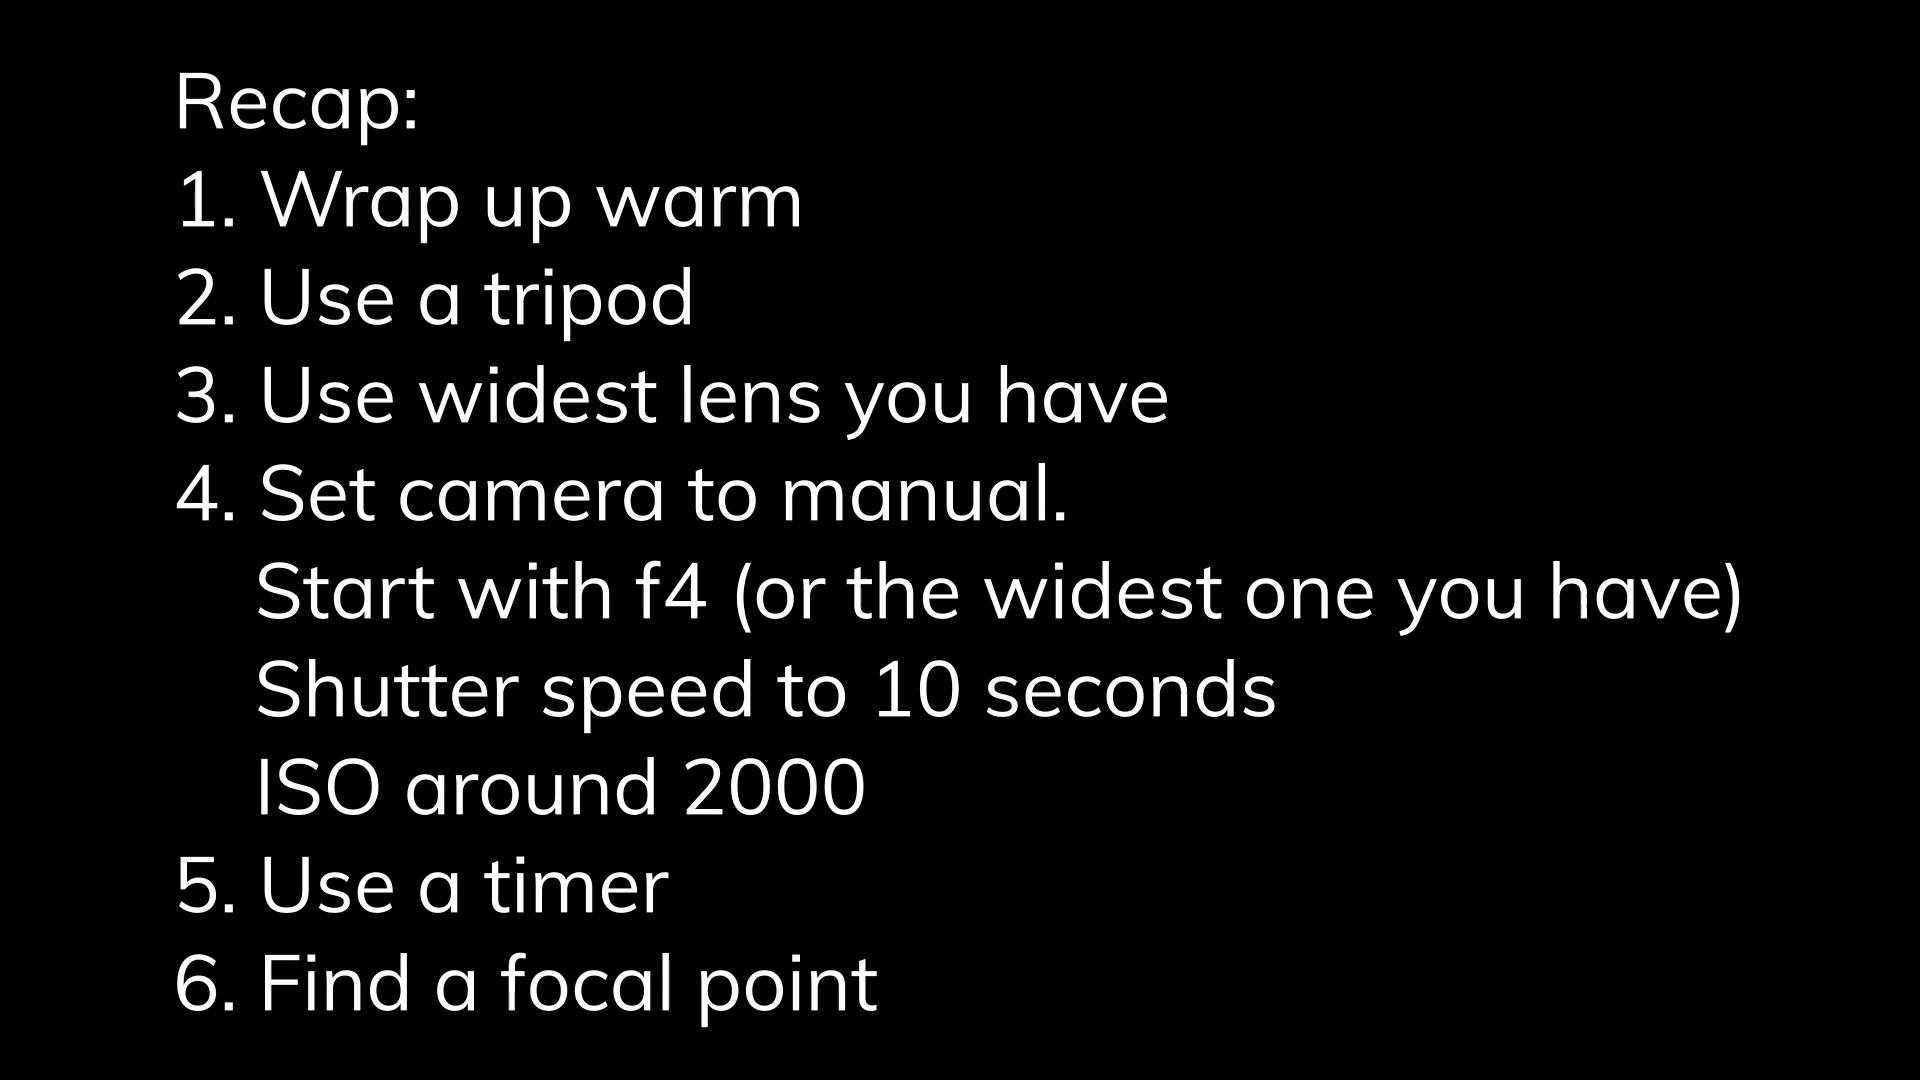 Recap:
1. Wrap up warm
2. Use a tripod
3. Use widest lens you have
4. Set camera to manual.
Start with f4 (or the widest one you have)
Shutter speed to 10 seconds
ISO around 2000
5. Use a timer
6. Find a focal point